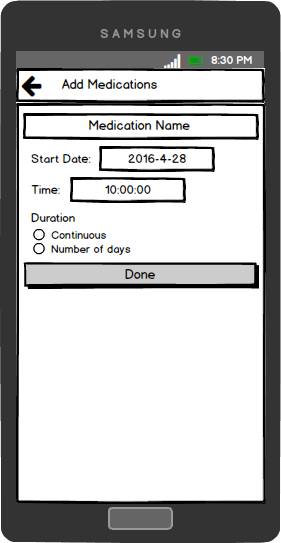 SAMSUNG
8:30 PM
Add Medications
Medication Name
Start Date: 2016-4-28
Time: 10:00:00
Duration
Continuous
Number of days
Done